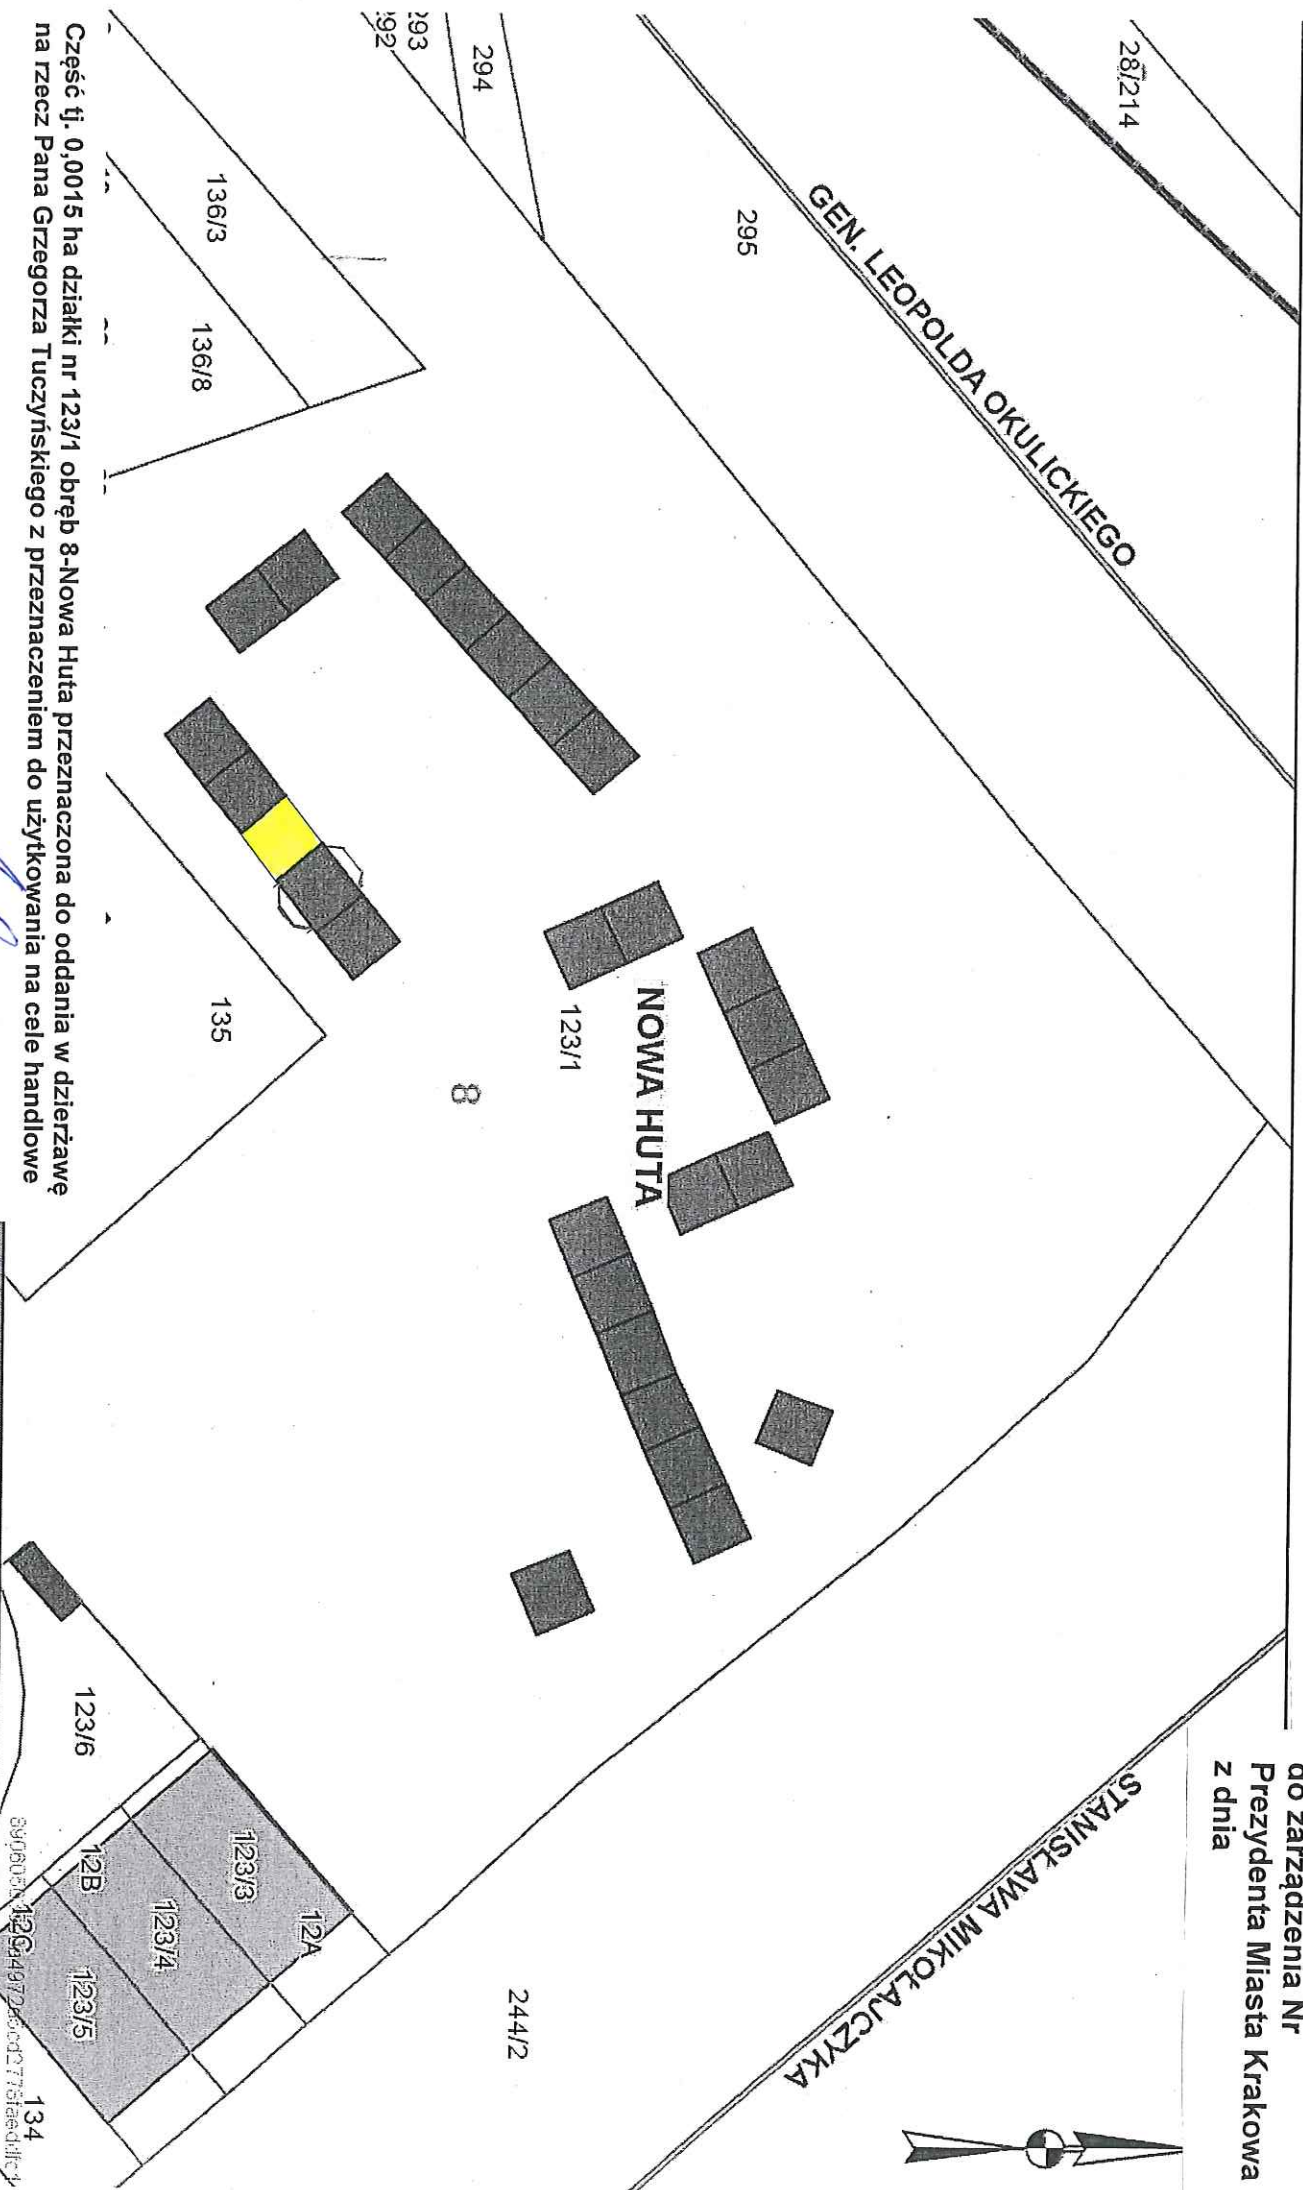 do zarządzenia Nr
Prezydenta Miasta Krakowa
z dnia
28/214
GEN. LEOPOLDA OKULICKIEGO
STANISŁAWA MIKOŁAJCZYKA
295
294
293
292
NOWA HUTA
123/1
244/2
8
136/3
136/8
135
12A
123/3
123/4
12B
123/6
123/5
12C
134
Część tj. 0,0015 ha działki nr 123/1 obręb 8-Nowa Huta przeznaczona do oddania w dzierżawę
na rzecz Pana Grzegorza Tuczyńskiego z przeznaczeniem do użytkowania na cele handlowe